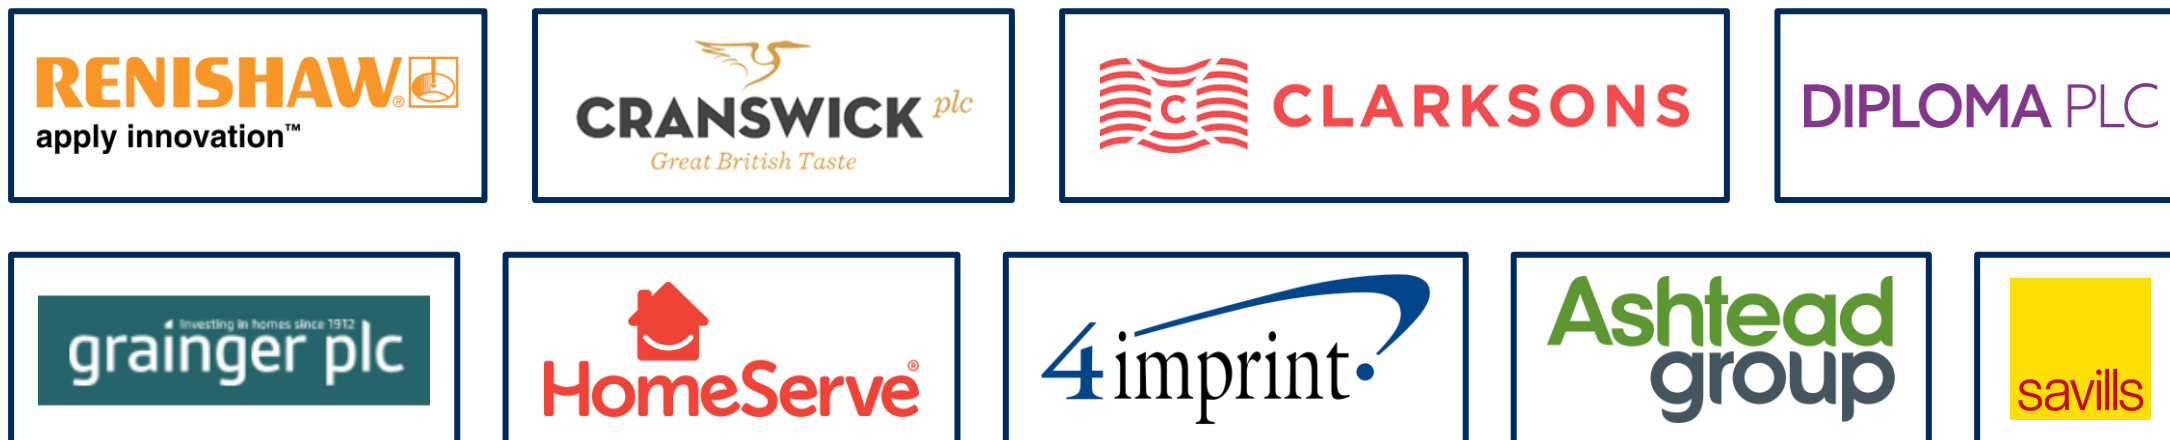 RENISHAW®
apply innovation™
CRANSWICK plc
Great British Taste
C CLARKSONS
DIPLOMA PLC
investing in homes since 1912
grainger plc
HomeServe®
4imprint
Ashtead
group
savills